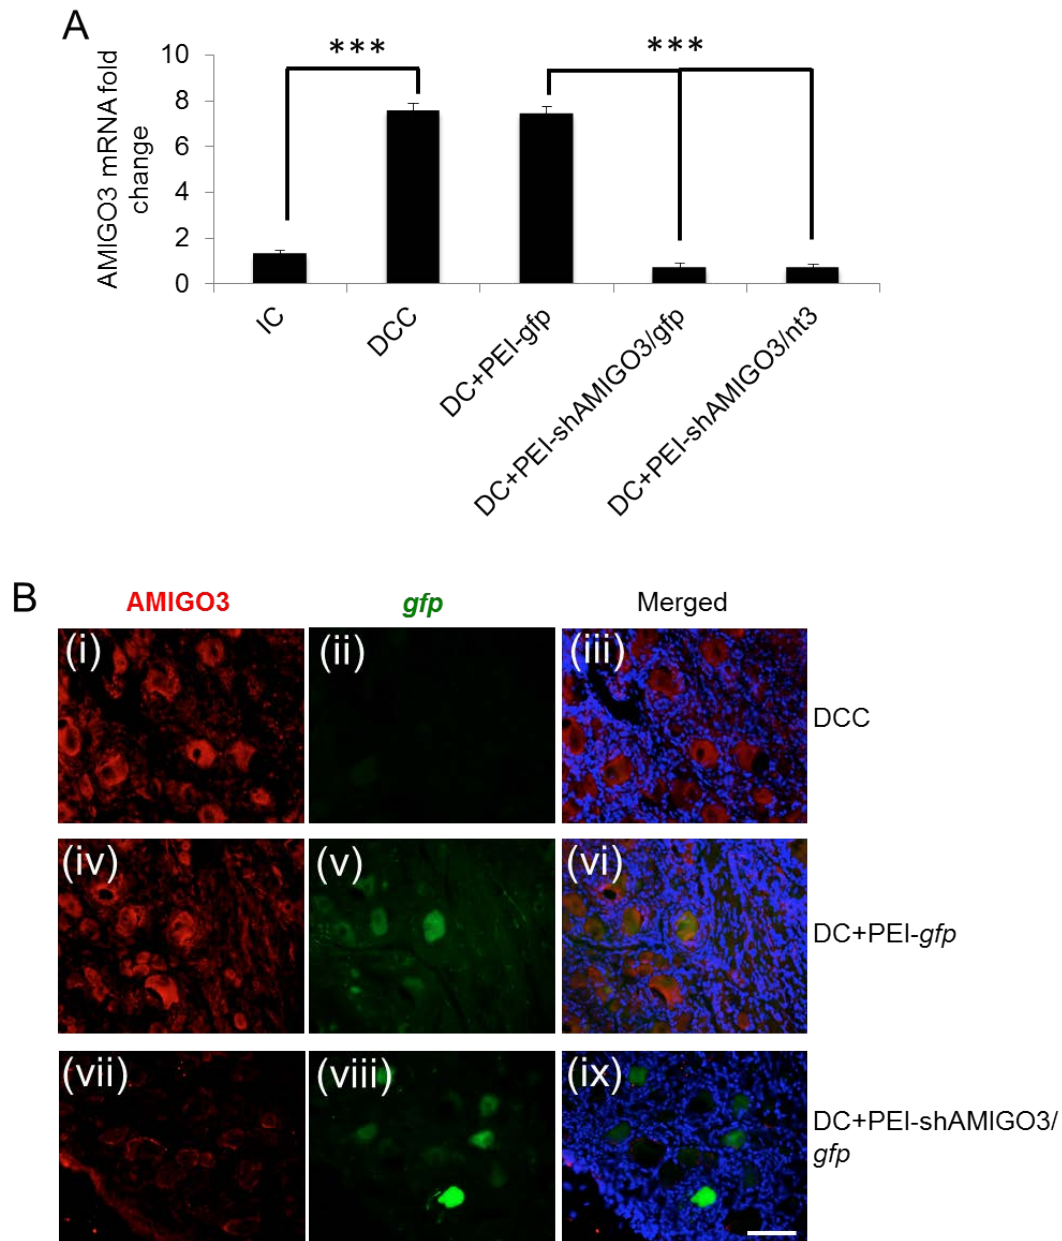 A
AMIGO3 mRNA fold
change
10
8
6
4
2
0
***
***
IC
DCC
DC+PEI-gfp
DC+PEI-shAMIGO3/gfp
DC+PEI-shAMIGO3/nt3
B
AMIGO3
gfp
Merged
(i)
(ii)
(iii)
DCC
(iv)
(v)
(vi)
DC+PEI-gfp
(vii)
(viii)
(ix)
DC+PEI-shAMIGO3/
gfp